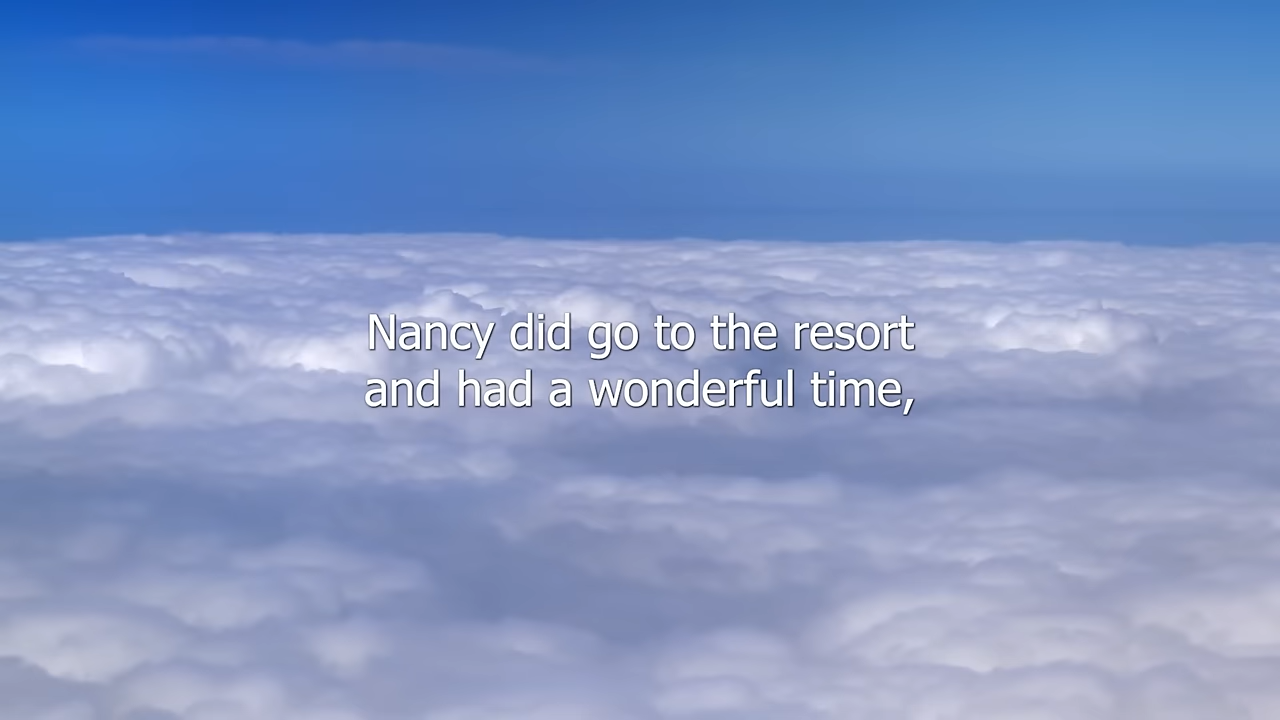 Nancy did go to the resort
and had a wonderful time,